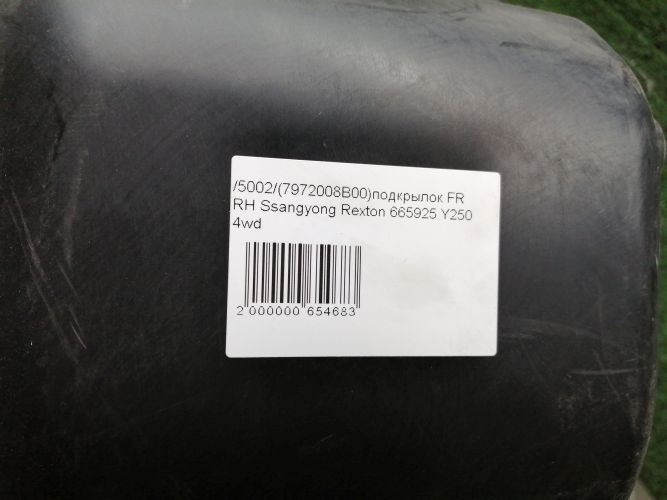 /5002/(7972008B00)подкрылок FR
RH Ssangyong Rexton 665925 Y250
4wd
2 000000 654683